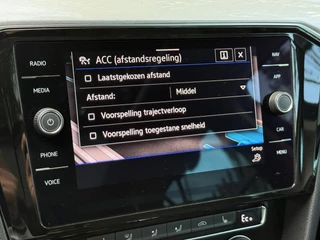 ACC (afstandsregeling)
i
X
Laatstgekozen afstand
Afstand: Middel
Voorspelling trajectverloop
Voorspelling toegestane snelheid
Setup
RADIO
MEDIA
PHONE
VOICE
NAV
APP
CAR
MENU